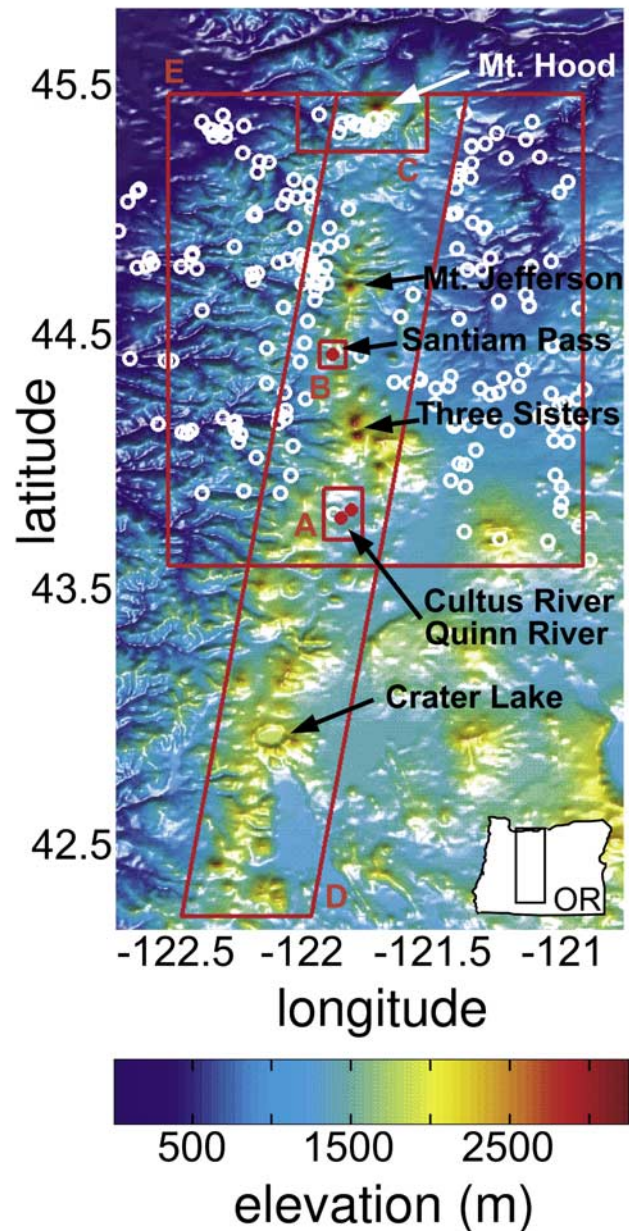 E
Mt. Hood
45.5
C
Mt. Jefferson
44.5
Santiam Pass
B
Three Sisters
latitude
A
43.5
Cultus River
Quinn River
Crater Lake
42.5
D
OR
-122.5 -122 -121.5 -121
longitude
500 1500 2500
elevation (m)